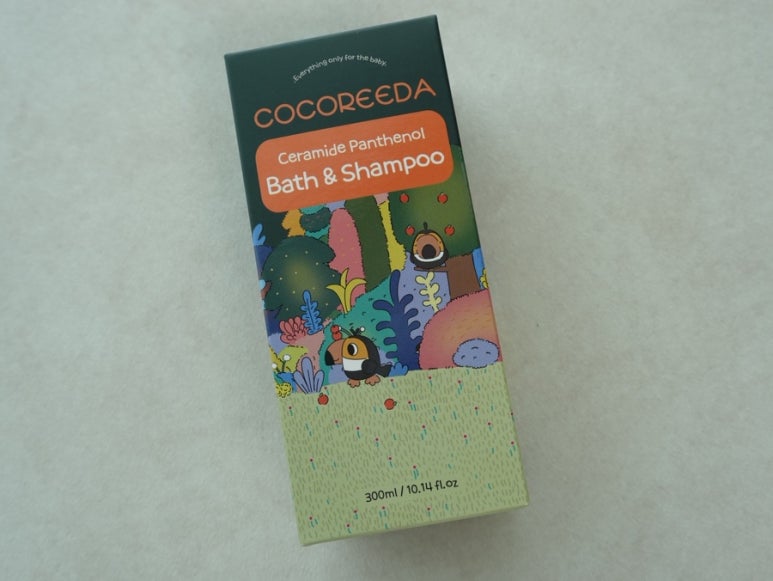 Everything only for the baby.
COCOREEDA
Ceramide Panthenol
Bath & Shampoo
300ml / 10.14 fl.oz